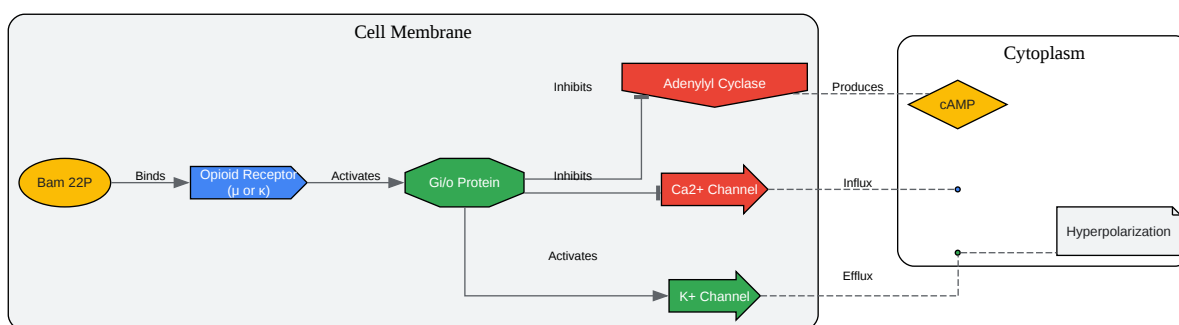 Cell Membrane
Cytoplasm
Inhibits
Adenylyl Cyclase
Produces
cAMP
Bam 22P
Binds
Opioid Receptor
(μ or κ)
Activates
Gi/o Protein
Inhibits
Ca2+ Channel
Influx
Hyperpolarization
Activates
K+ Channel
Efflux